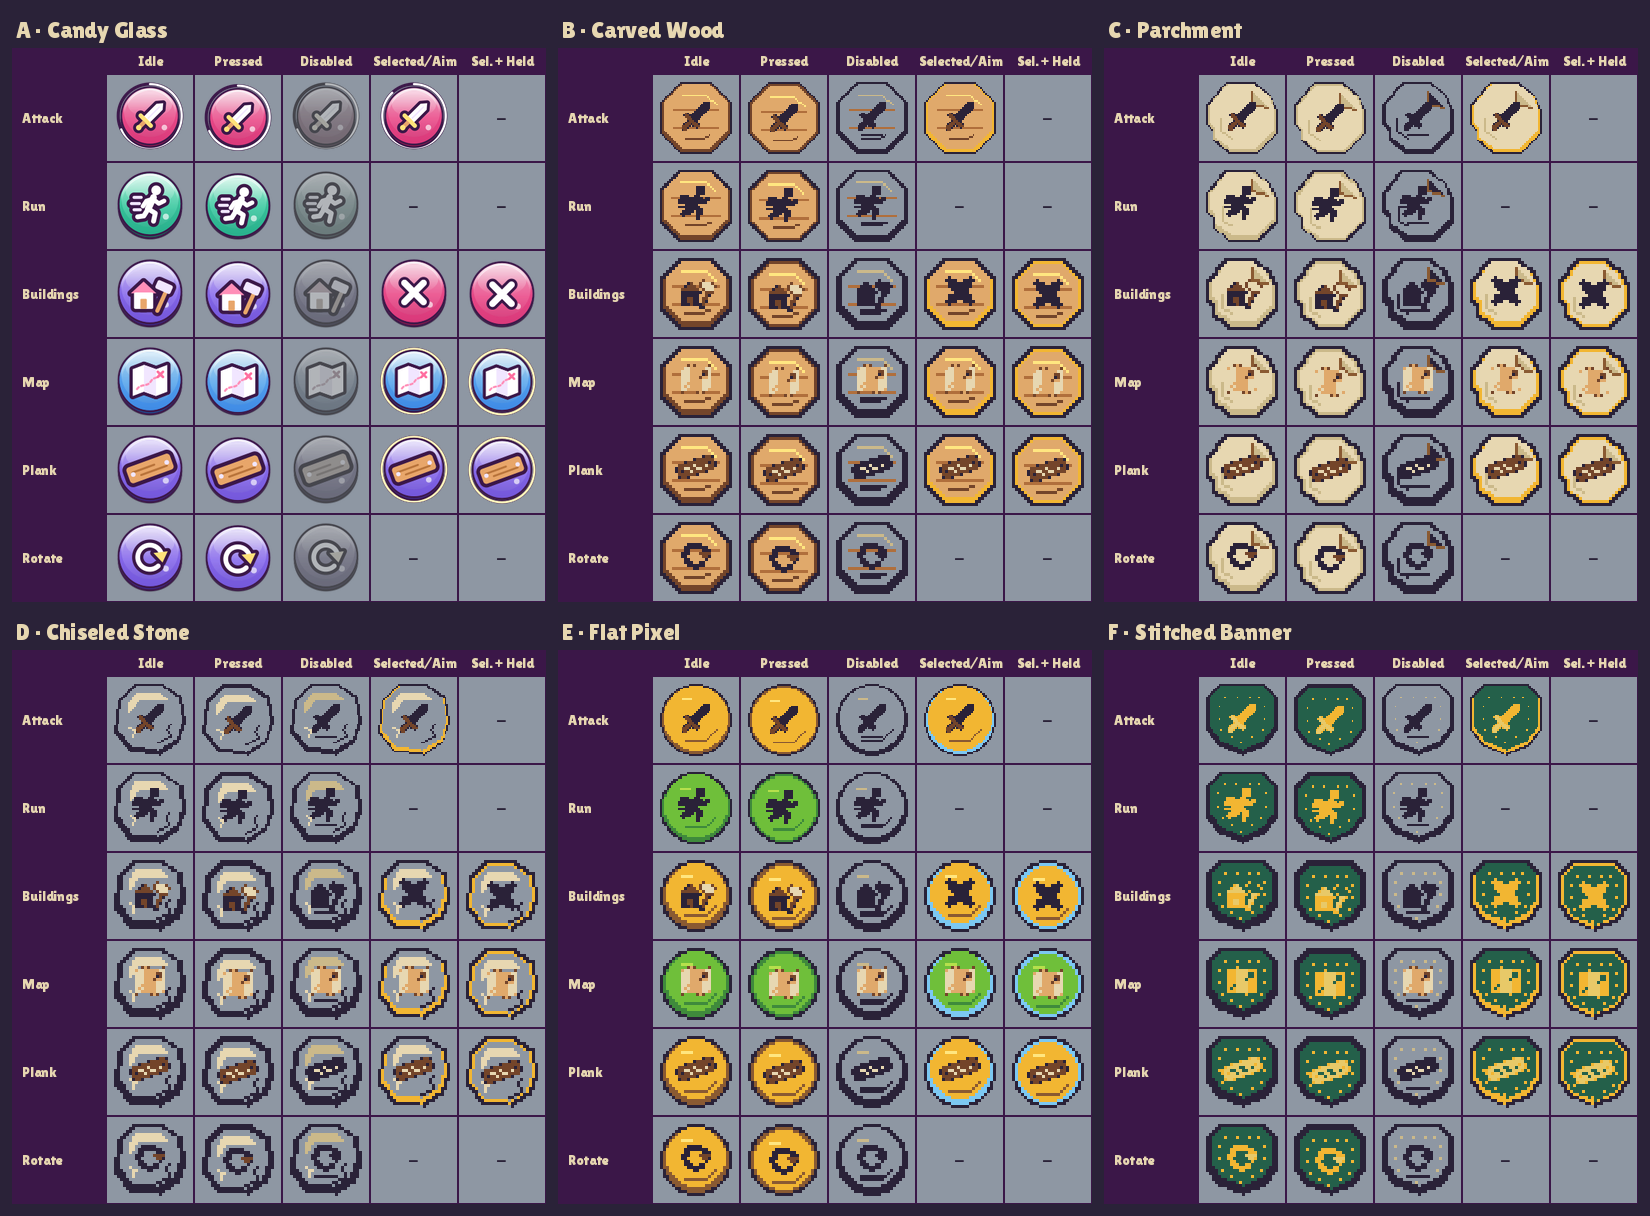 A · Candy Glass
Idle Pressed Disabled Selected/Aim Sel. + Held
Attack –
Run – –
Buildings
Map
Plank
Rotate – –
B · Carved Wood
Idle Pressed Disabled Selected/Aim Sel. + Held
Attack –
Run – –
Buildings
Map
Plank
Rotate – –
C · Parchment
Idle Pressed Disabled Selected/Aim Sel. + Held
Attack –
Run – –
Buildings
Map
Plank
Rotate – –
D · Chiseled Stone
Idle Pressed Disabled Selected/Aim Sel. + Held
Attack –
Run – –
Buildings
Map
Plank
Rotate – –
E · Flat Pixel
Idle Pressed Disabled Selected/Aim Sel. + Held
Attack –
Run – –
Buildings
Map
Plank
Rotate – –
F · Stitched Banner
Idle Pressed Disabled Selected/Aim Sel. + Held
Attack –
Run – –
Buildings
Map
Plank
Rotate – –